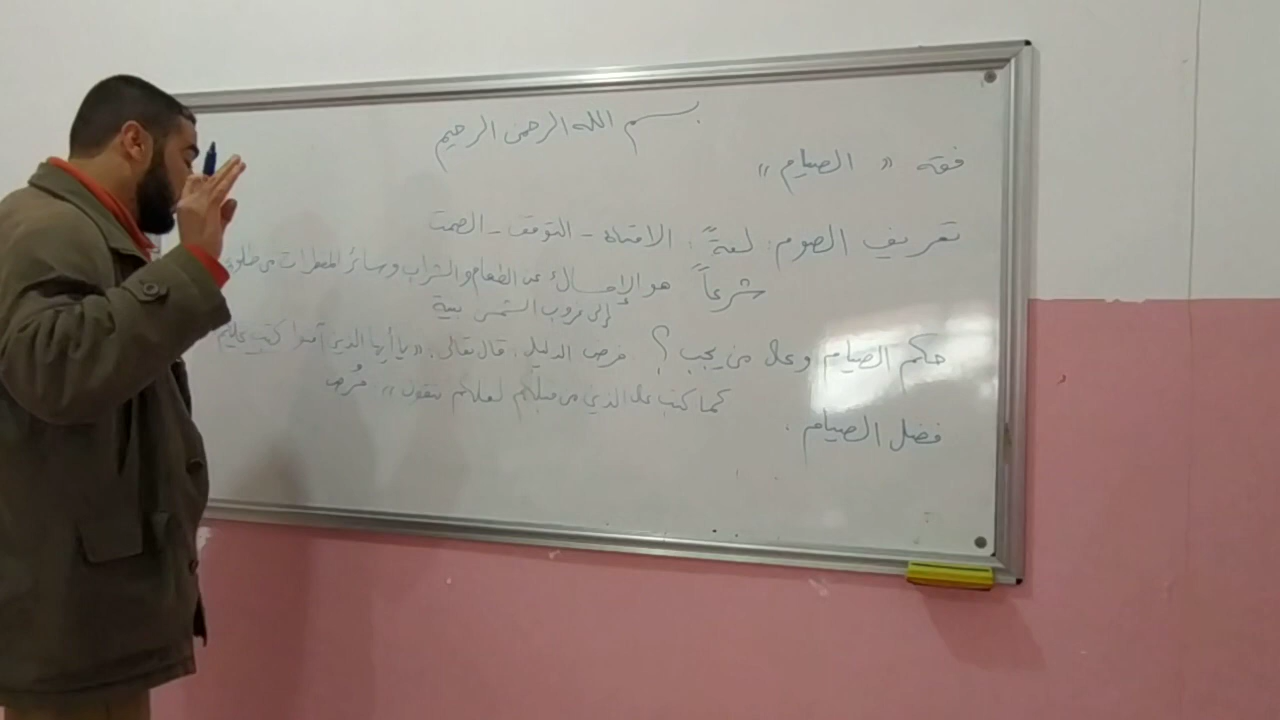 بسم الله الرحمن الرحيم
فقه « الصيام »
تعريف الصوم : لغةً : الامتناع - التوقف - الصمت
شرعاً هو الإمساك عن الطعام والشراب وسائر المفطرات من طلوع
إلى غروب الشمس بنية
حكم الصيام وعلى من يجب ؟ فرض الدليل : قال تعالى : « يا أيها الذين آمنوا كتب عليكم
كما كتب على الذين من قبلكم لعلكم تتقون » فُرض
فضل الصيام .